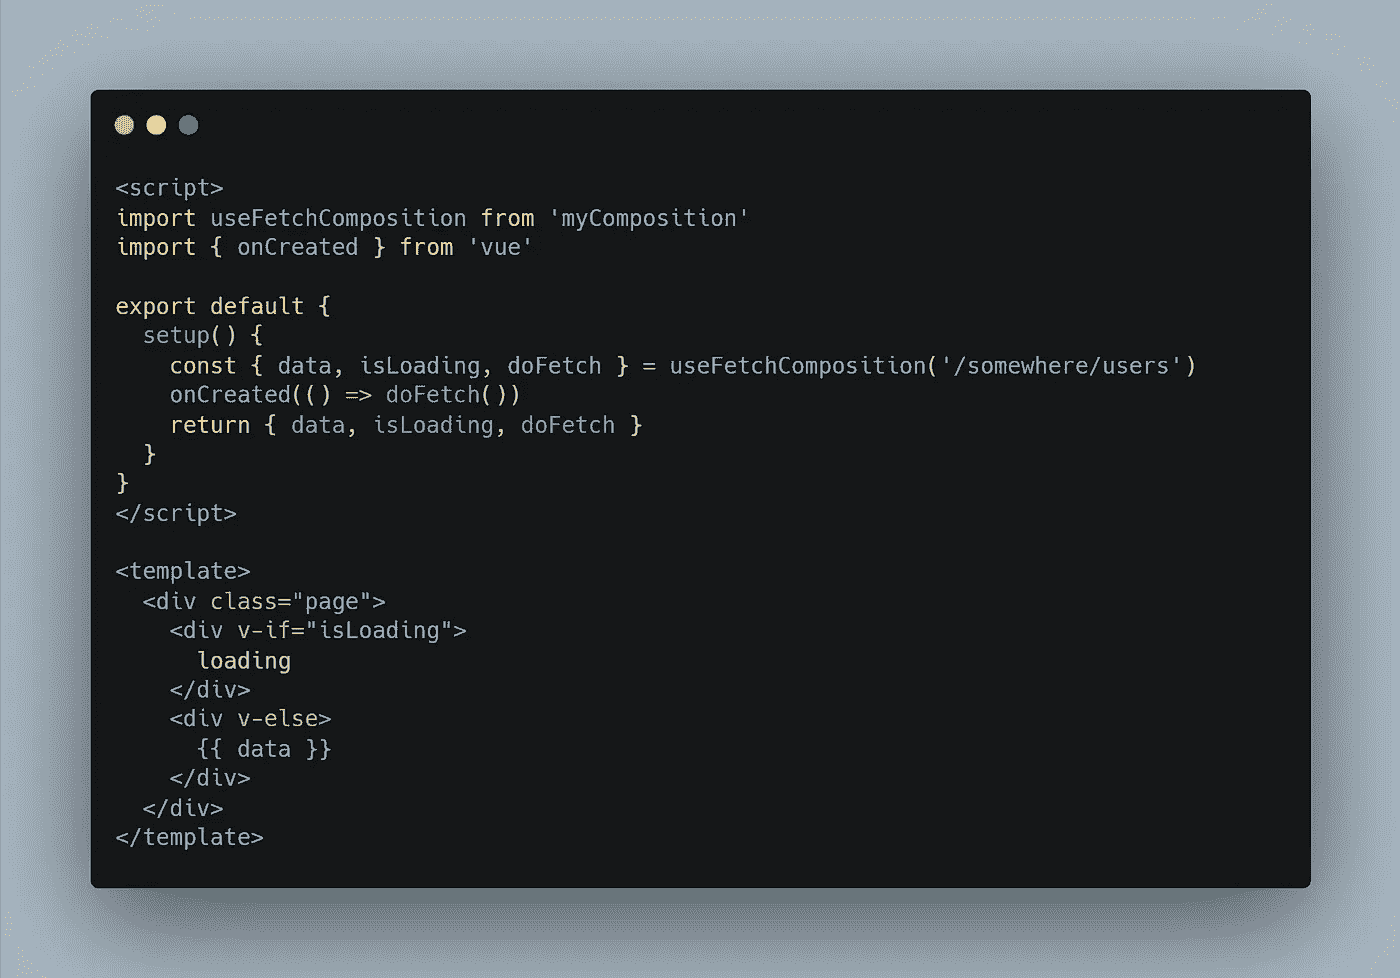 <script>
import useFetchComposition from 'myComposition'
import { onCreated } from 'vue'

export default {
  setup() {
    const { data, isLoading, doFetch } = useFetchComposition('/somewhere/users')
    onCreated(() => doFetch())
    return { data, isLoading, doFetch }
  }
}
</script>

<template>
  <div class="page">
    <div v-if="isLoading">
      loading
    </div>
    <div v-else>
      {{ data }}
    </div>
  </div>
</template>